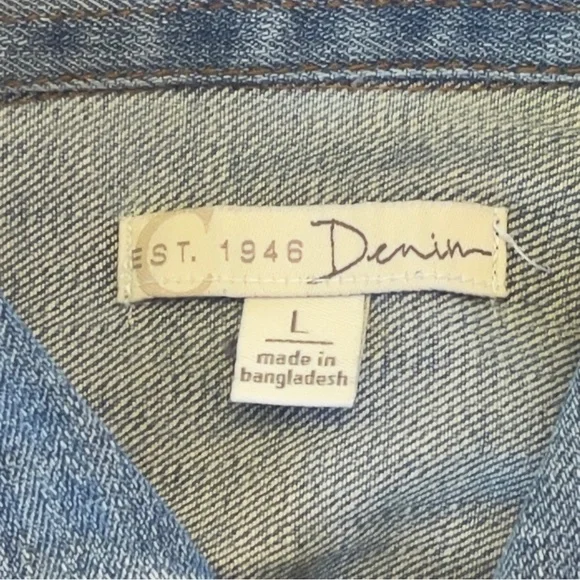 C
EST. 1946 Denim
L
made in
bangladesh